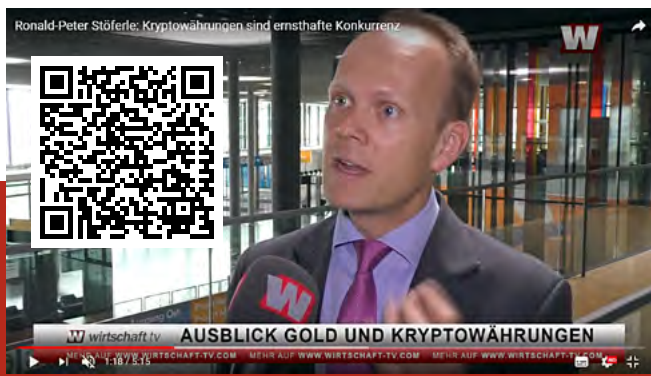 Ronald-Peter Stöferle: Kryptowährungen sind ernsthafte Konkurrenz
W
W
W wirtschaft tv AUSBLICK GOLD UND KRYPTOWÄHRUNGEN
MEHR AUF WWW.WIRTSCHAFT-TV.COM MEHR AUF WWW.WIRTSCHAFT-TV.COM MEHR AUF WWW.WIRTSCHAFT-TV.COM
1:18 / 5:15